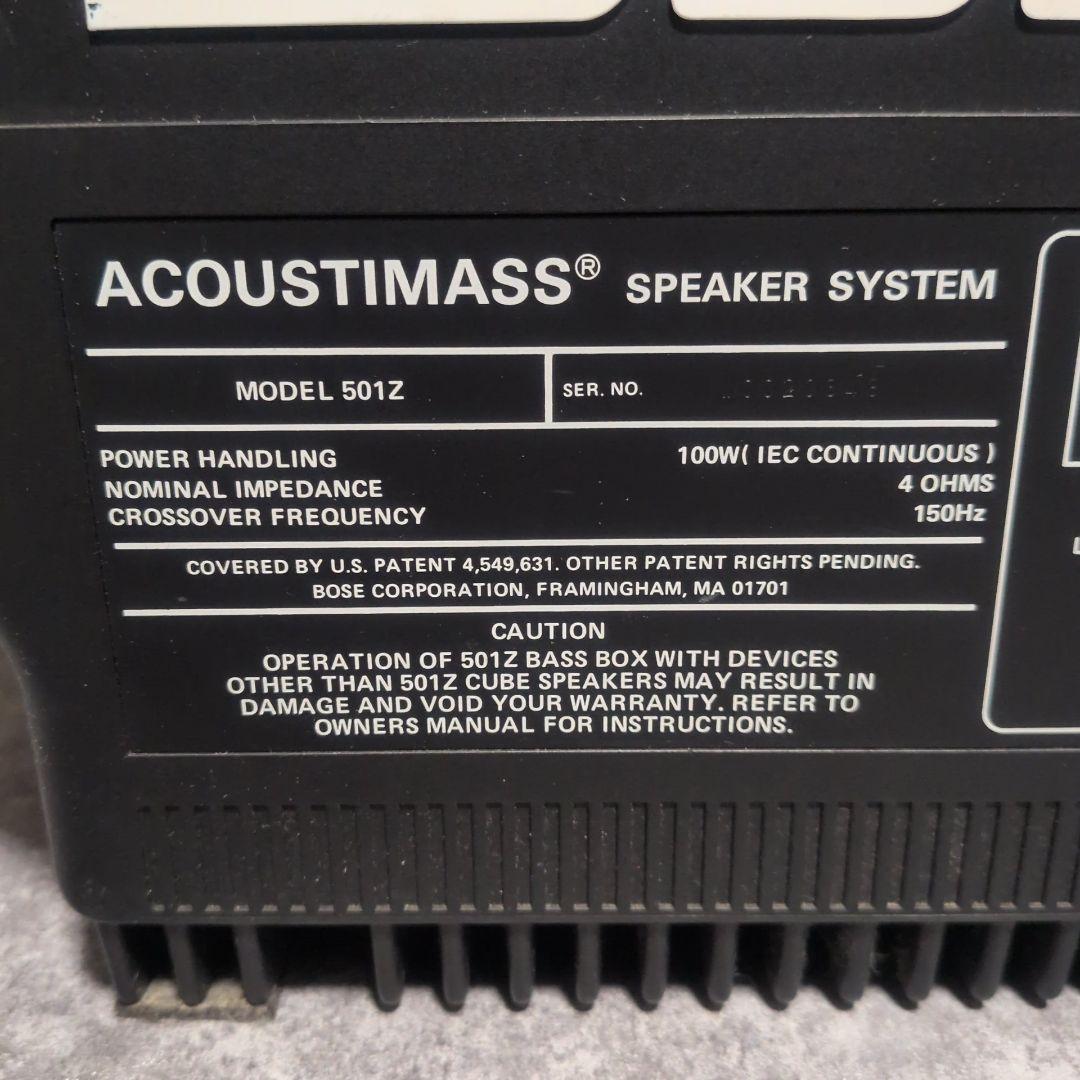 ACOUSTIMASS® SPEAKER SYSTEM
MODEL 501Z
SER. NO.
POWER HANDLING 100W( IEC CONTINUOUS )
NOMINAL IMPEDANCE 4 OHMS
CROSSOVER FREQUENCY 150Hz
COVERED BY U.S. PATENT 4,549,631. OTHER PATENT RIGHTS PENDING.
BOSE CORPORATION, FRAMINGHAM, MA 01701
CAUTION
OPERATION OF 501Z BASS BOX WITH DEVICES
OTHER THAN 501Z CUBE SPEAKERS MAY RESULT IN
DAMAGE AND VOID YOUR WARRANTY. REFER TO
OWNERS MANUAL FOR INSTRUCTIONS.